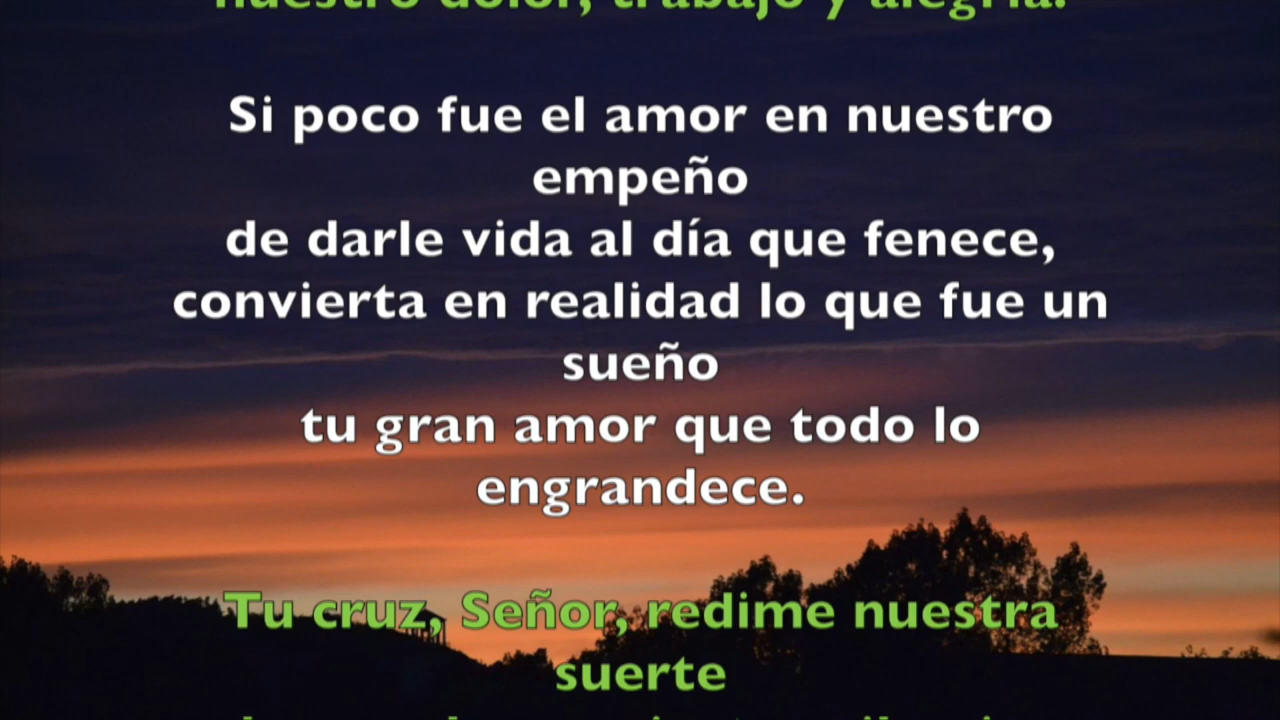 nuestro dolor, trabajo y alegría.
Si poco fue el amor en nuestro
empeño
de darle vida al día que fenece,
convierta en realidad lo que fue un
sueño
tu gran amor que todo lo
engrandece.
Tu cruz, Señor, redime nuestra
suerte